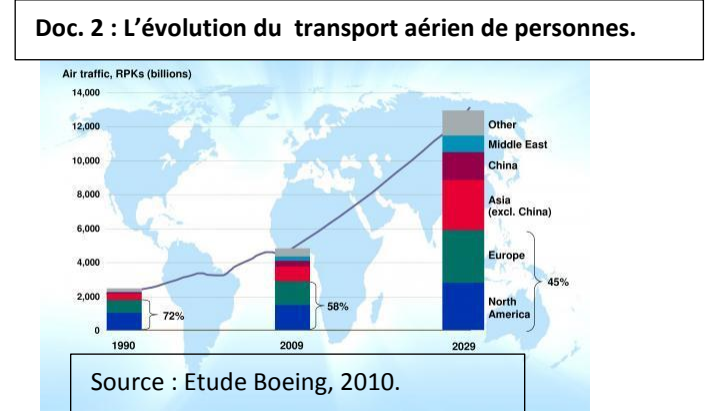 Doc. 2 : L’évolution du  transport aérien de personnes.
Air traffic, RPKs (billions)
14,000
12,000
10,000
8,000
6,000
4,000
2,000
0
Other
Middle East
China
Asia
(excl. China)
Europe
North
America
45%
58%
72%
1990
2009
2029
Source : Etude Boeing, 2010.